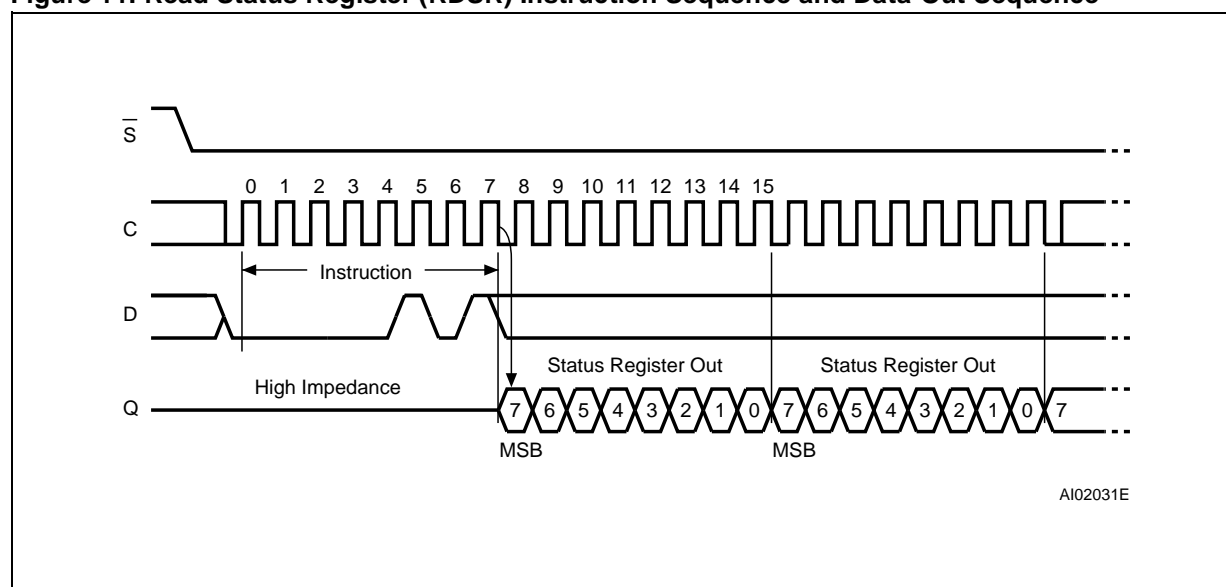 Figure 11. Read Status Register (RDSR) Instruction Sequence and Data-Out Sequence
S
0 1 2 3 4 5 6 7 8 9 10 11 12 13 14 15
C
Instruction
D
Status Register Out Status Register Out
High Impedance
Q 7 6 5 4 3 2 1 0 7 6 5 4 3 2 1 0 7
MSB MSB
AI02031E